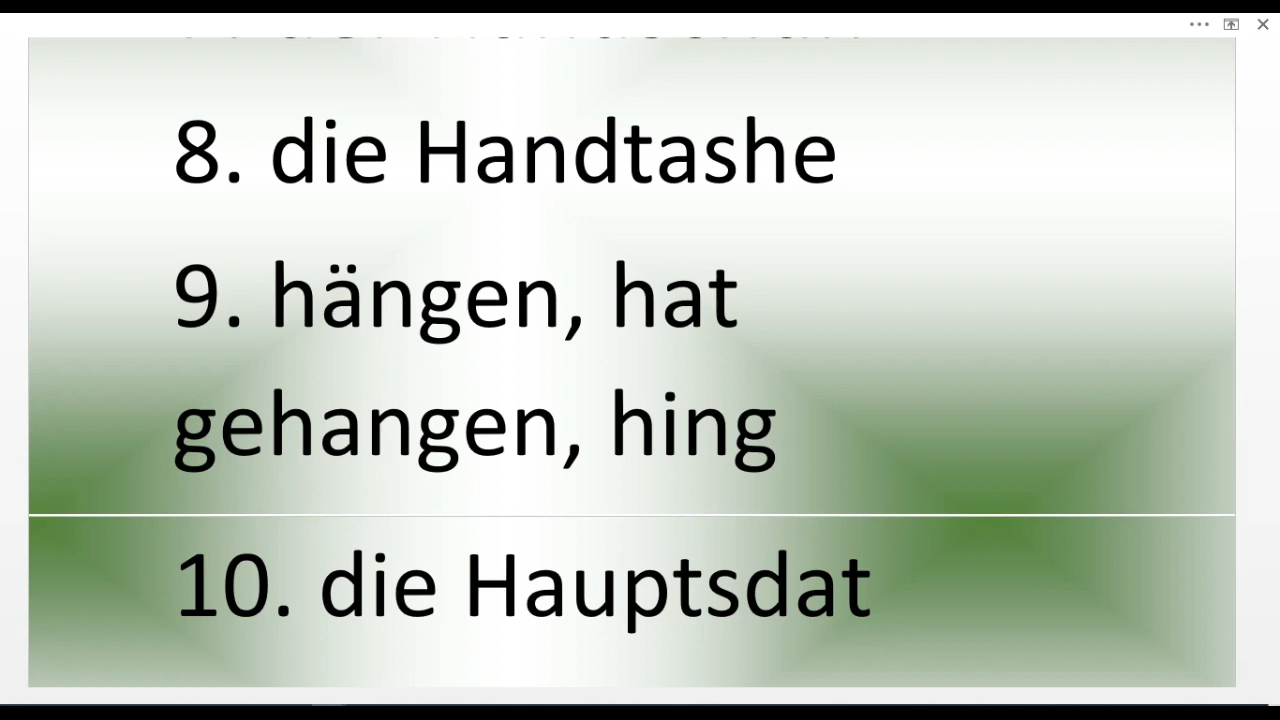 8. die Handtashe
9. hängen, hat
gehangen, hing
10. die Hauptsdat